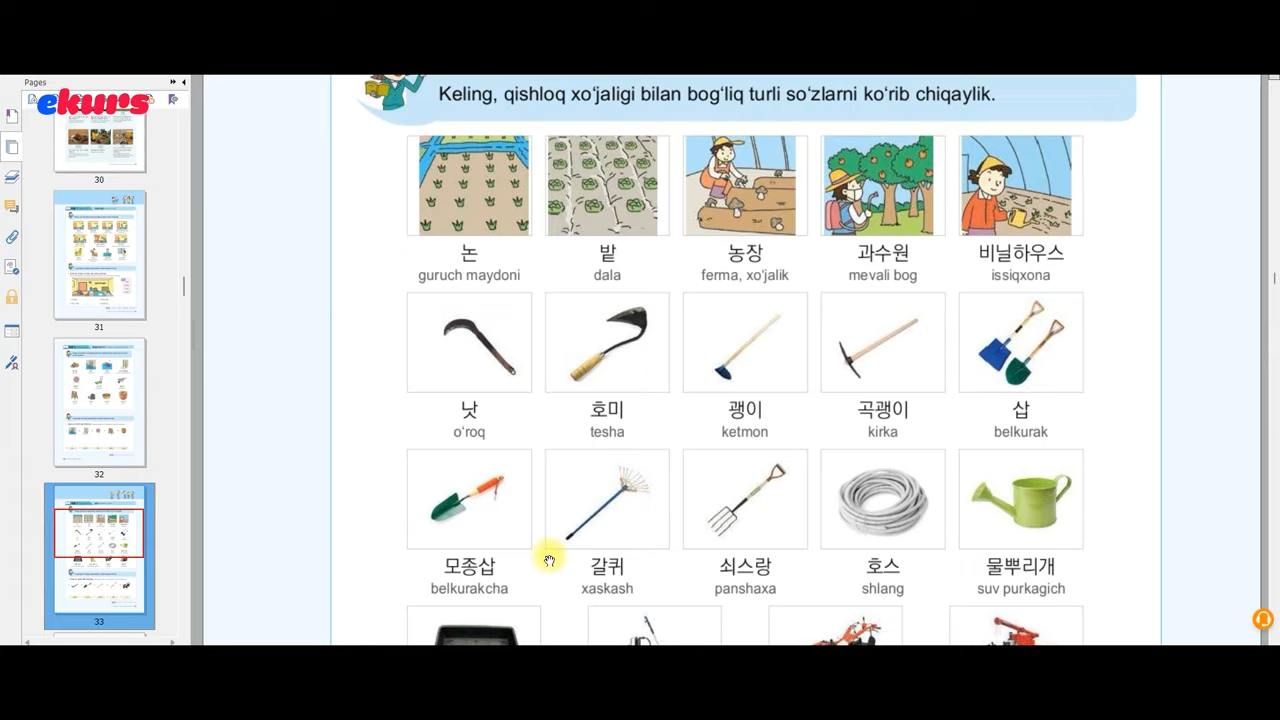 Pages
ekurs
30
31
32
33
Keling, qishloq xo‘jaligi bilan bog‘liq turli so‘zlarni ko‘rib chiqaylik.
논 밭 농장 과수원 비닐하우스
guruch maydoni dala ferma, xo‘jalik mevali bog issiqxona
낫 호미 괭이 곡괭이 삽
o‘roq tesha ketmon kirka belkurak
모종삽 갈퀴 쇠스랑 호스 물뿌리개
belkurakcha xaskash panshaxa shlang suv purkagich